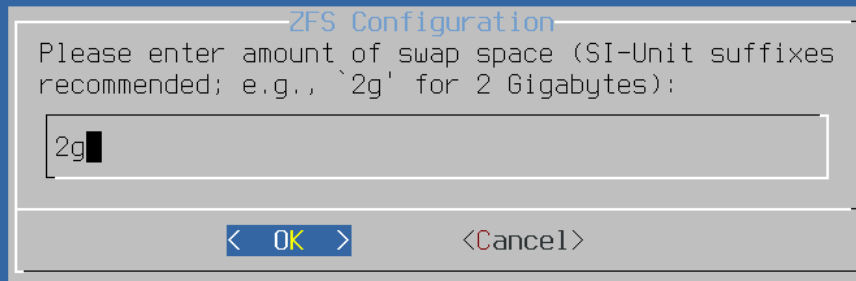 ZFS Configuration
Please enter amount of swap space (SI-Unit suffixes
recommended; e.g., `2g' for 2 Gigabytes):
2g
< OK > <Cancel>